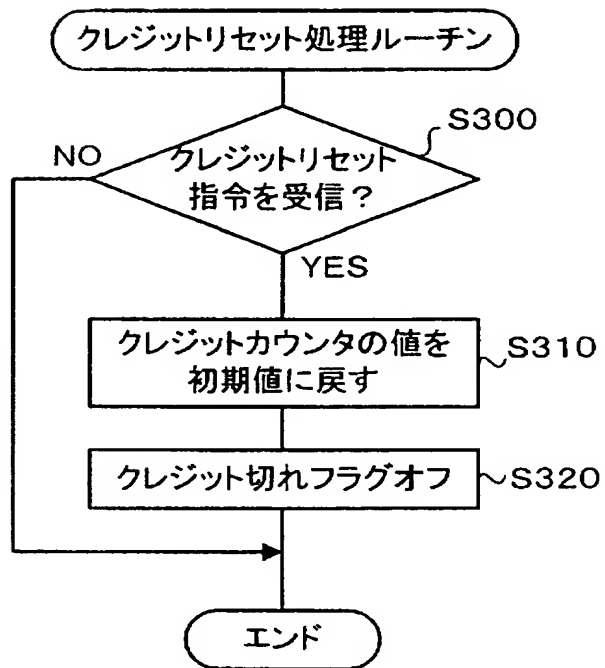 クレジットリセット処理ルーチン
S300
NO
クレジットリセット
指令を受信？
YES
クレジットカウンタの値を
初期値に戻す
S310
クレジット切れフラグオフ
S320
エンド